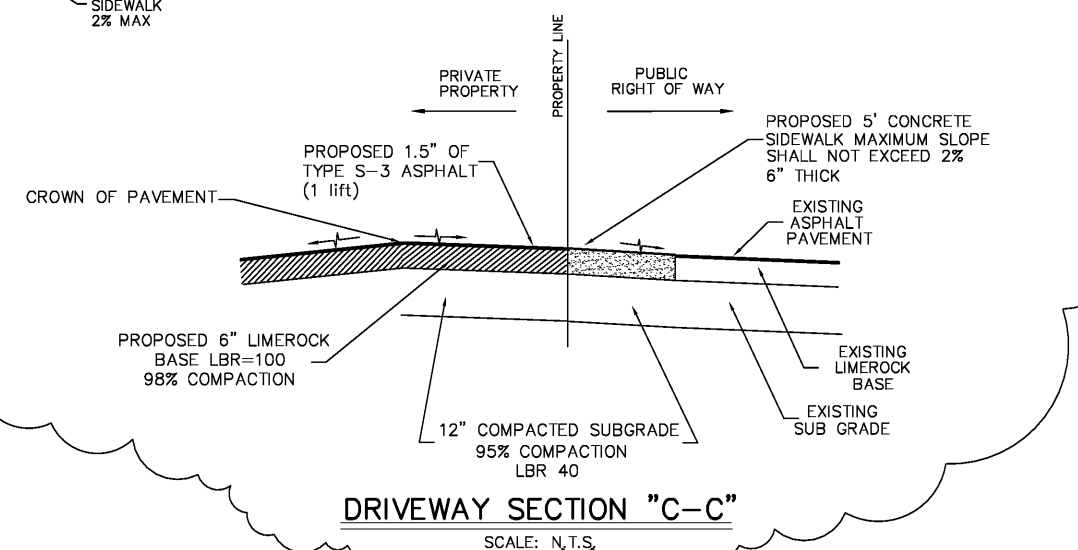 SIDEWALK
2% MAX
PROPERTY LINE
PRIVATE
PROPERTY
PUBLIC
RIGHT OF WAY
PROPOSED 5' CONCRETE
SIDEWALK MAXIMUM SLOPE
SHALL NOT EXCEED 2%
6" THICK
PROPOSED 1.5" OF
TYPE S-3 ASPHALT
(1 lift)
CROWN OF PAVEMENT
EXISTING
ASPHALT
PAVEMENT
PROPOSED 6" LIMEROCK
BASE LBR=100
98% COMPACTION
EXISTING
LIMEROCK
BASE
EXISTING
SUB GRADE
12" COMPACTED SUBGRADE
95% COMPACTION
LBR 40
DRIVEWAY SECTION "C-C"
SCALE: N.T.S.